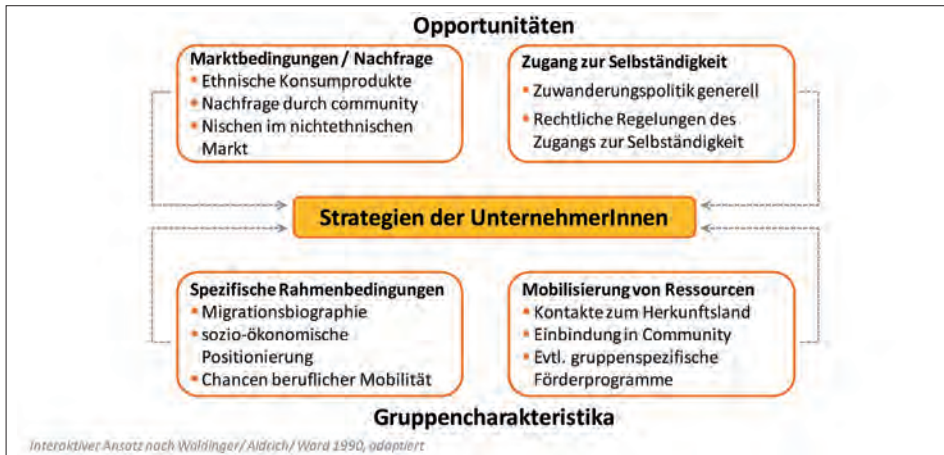 Opportunitäten
Marktbedingungen / Nachfrage
• Ethnische Konsumprodukte
• Nachfrage durch community
• Nischen im nichtethnischen
Markt
Zugang zur Selbständigkeit
• Zuwanderungspolitik generell
• Rechtliche Regelungen des
Zugangs zur Selbständigkeit
Strategien der UnternehmerInnen
Spezifische Rahmenbedingungen
• Migrationsbiographie
• sozio-ökonomische
Positionierung
• Chancen beruflicher Mobilität
Mobilisierung von Ressourcen
• Kontakte zum Herkunftsland
• Einbindung in Community
• Evtl. gruppenspezifische
Förderprogramme
Gruppencharakteristika
Interaktiver Ansatz nach Waldinger/ Aldrich/ Ward 1990, adaptiert